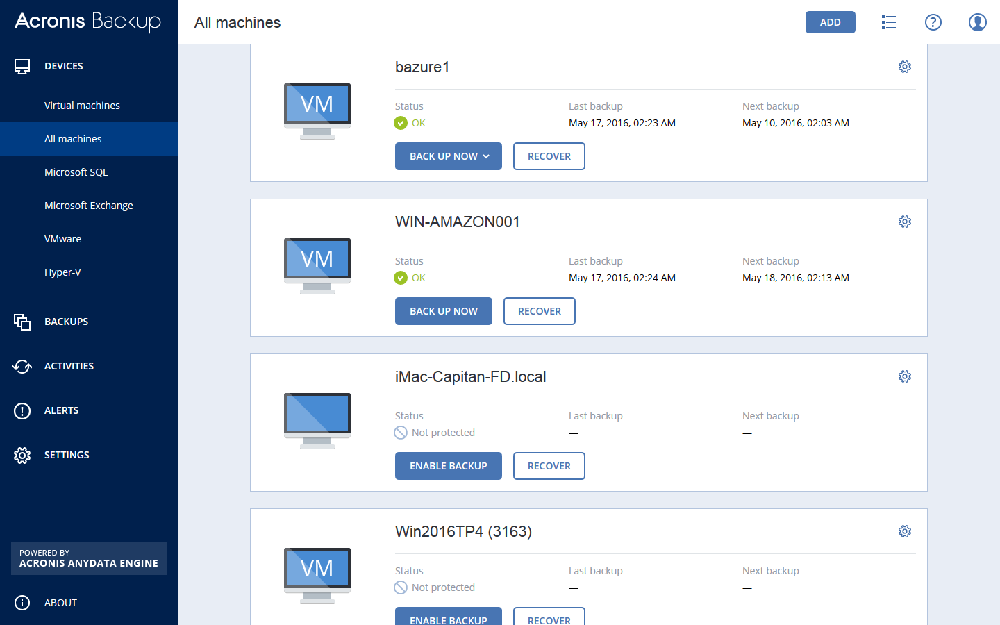 Acronis Backup
All machines
ADD
DEVICES
Virtual machines
All machines
Microsoft SQL
Microsoft Exchange
VMware
Hyper-V
BACKUPS
ACTIVITIES
ALERTS
SETTINGS
POWERED BY
ACRONIS ANYDATA ENGINE
ABOUT
VM
bazure1
Status
Last backup
Next backup
OK
May 17, 2016, 02:23 AM
May 10, 2016, 02:03 AM
BACK UP NOW
RECOVER
VM
WIN-AMAZON001
Status
Last backup
Next backup
OK
May 17, 2016, 02:24 AM
May 18, 2016, 02:13 AM
BACK UP NOW
RECOVER
iMac-Capitan-FD.local
Status
Last backup
Next backup
Not protected
—
—
ENABLE BACKUP
RECOVER
VM
Win2016TP4 (3163)
Status
Last backup
Next backup
Not protected
—
—
ENABLE BACKUP
RECOVER